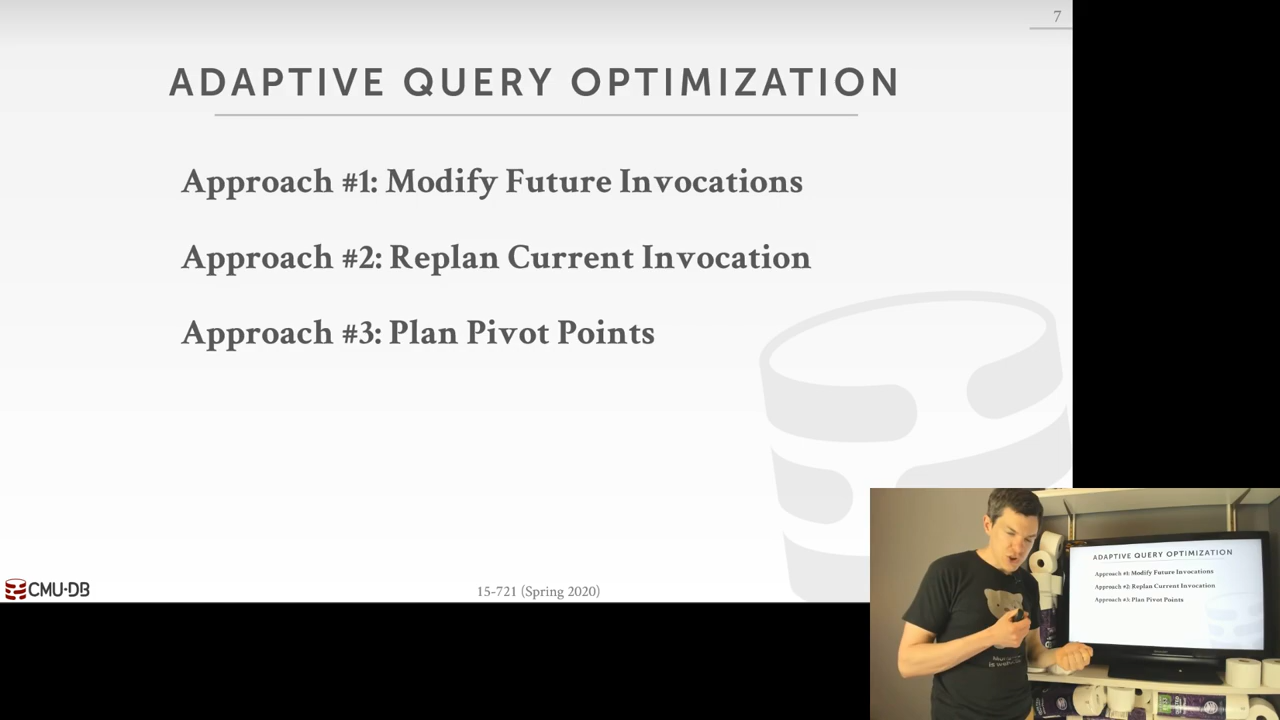 7
ADAPTIVE QUERY OPTIMIZATION
Approach #1: Modify Future Invocations
Approach #2: Replan Current Invocation
Approach #3: Plan Pivot Points
CMU·DB
15-721 (Spring 2020)
ADAPTIVE QUERY OPTIMIZATION
Approach #1: Modify Future Invocations
Approach #2: Replan Current Invocation
Approach #3: Plan Pivot Points